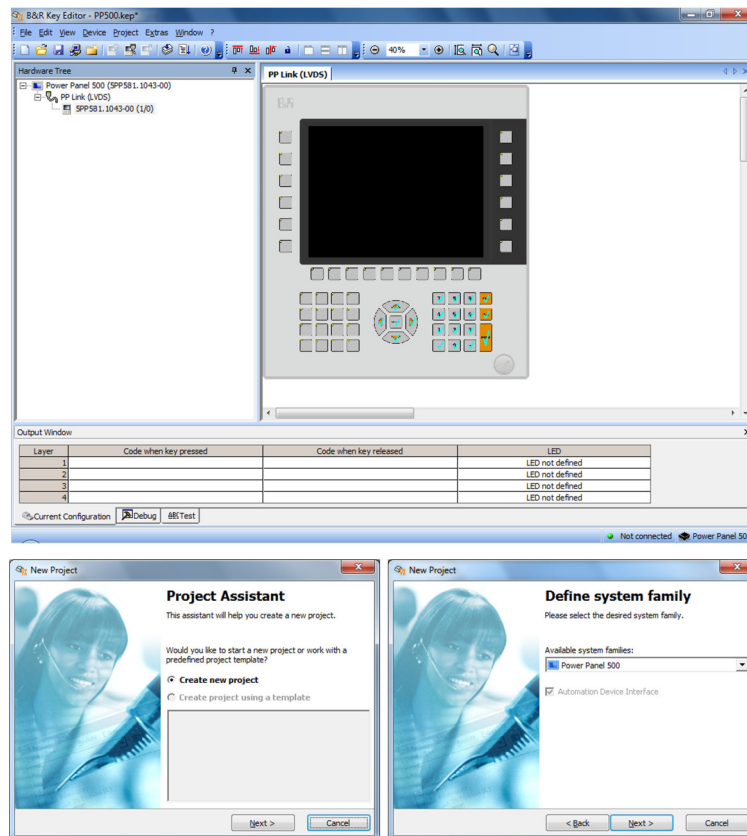 B&R Key Editor - PP500.kep*
File Edit View Device Project Extras Window ?
40%
Hardware Tree
PP Link (LVDS)
Power Panel 500 (5PP581.1043-00)
PP Link (LVDS)
5PP581.1043-00 (1/0)
B&R
Output Window
Layer Code when key pressed Code when key released LED
1 LED not defined
2 LED not defined
3 LED not defined
4 LED not defined
Current Configuration Debug Test
Not connected Power Panel 50
New Project
Project Assistant
This assistant will help you create a new project.
Would you like to start a new project or work with a
predefined project template?
Create new project
Create project using a template
Next > Cancel
New Project
Define system family
Please select the desired system family.
Available system families:
Power Panel 500
Automation Device Interface
< Back Next > Cancel